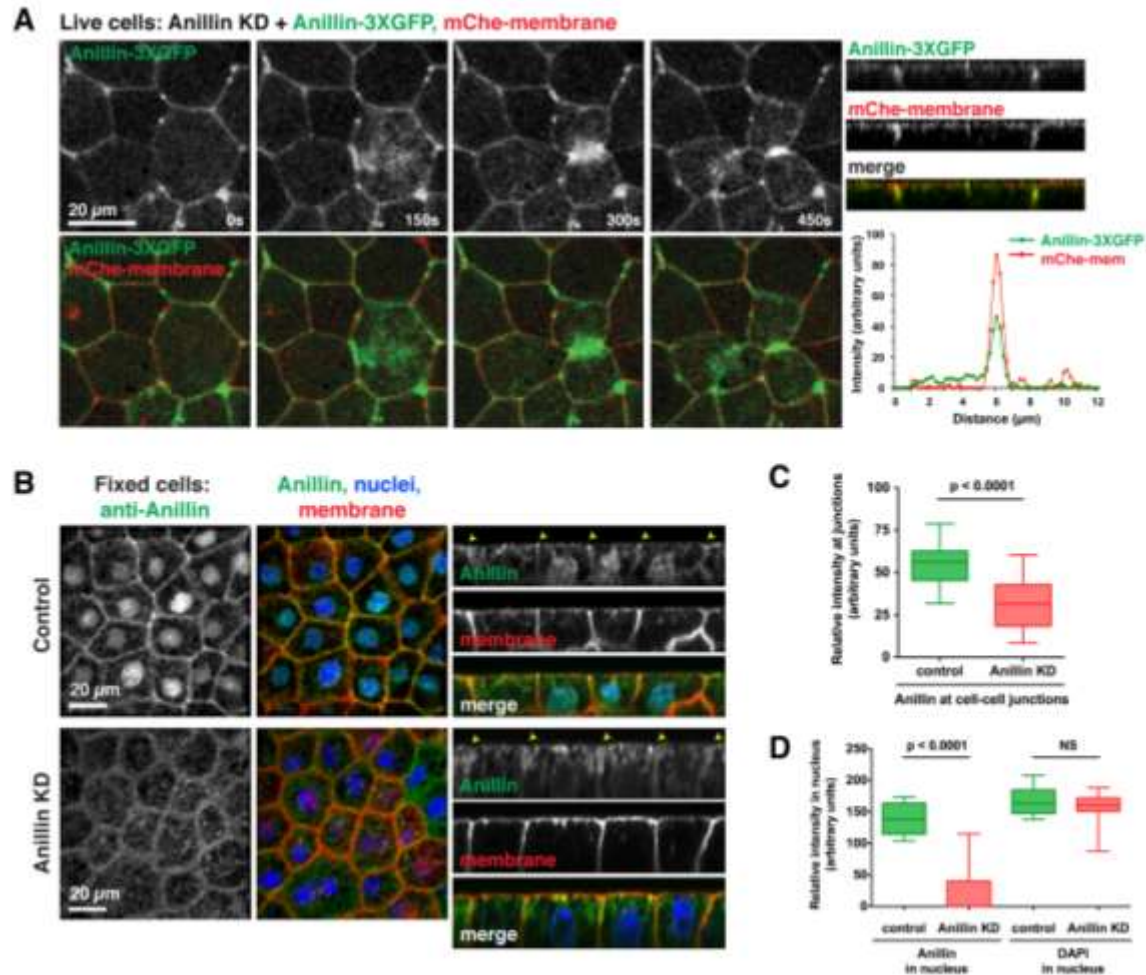 A
Live cells: Anillin KD + Anillin-3XGFP, mChe-membrane
Anillin-3XGFP
20 µm
0s
150s
300s
450s
Anillin-3XGFP
mChe-membrane
Anillin-3XGFP
mChe-membrane
merge
Intensity (arbitrary units)
100
80
60
40
20
0
0 2 4 6 8 10 12
Distance (µm)
Anillin-3XGFP
mChe-mem
B
Fixed cells:
anti-Anillin
Anillin, nuclei,
membrane
Control
20 µm
Anillin
membrane
merge
Anillin KD
20 µm
Anillin
membrane
merge
C
p < 0.0001
Relative intensity at junctions
(arbitrary units)
100
75
50
25
0
control Anillin KD
Anillin at cell-cell junctions
D
p < 0.0001 NS
Relative intensity in nucleus
(arbitrary units)
250
200
150
100
50
0
control Anillin KD control Anillin KD
Anillin
in nucleus
DAPI
in nucleus